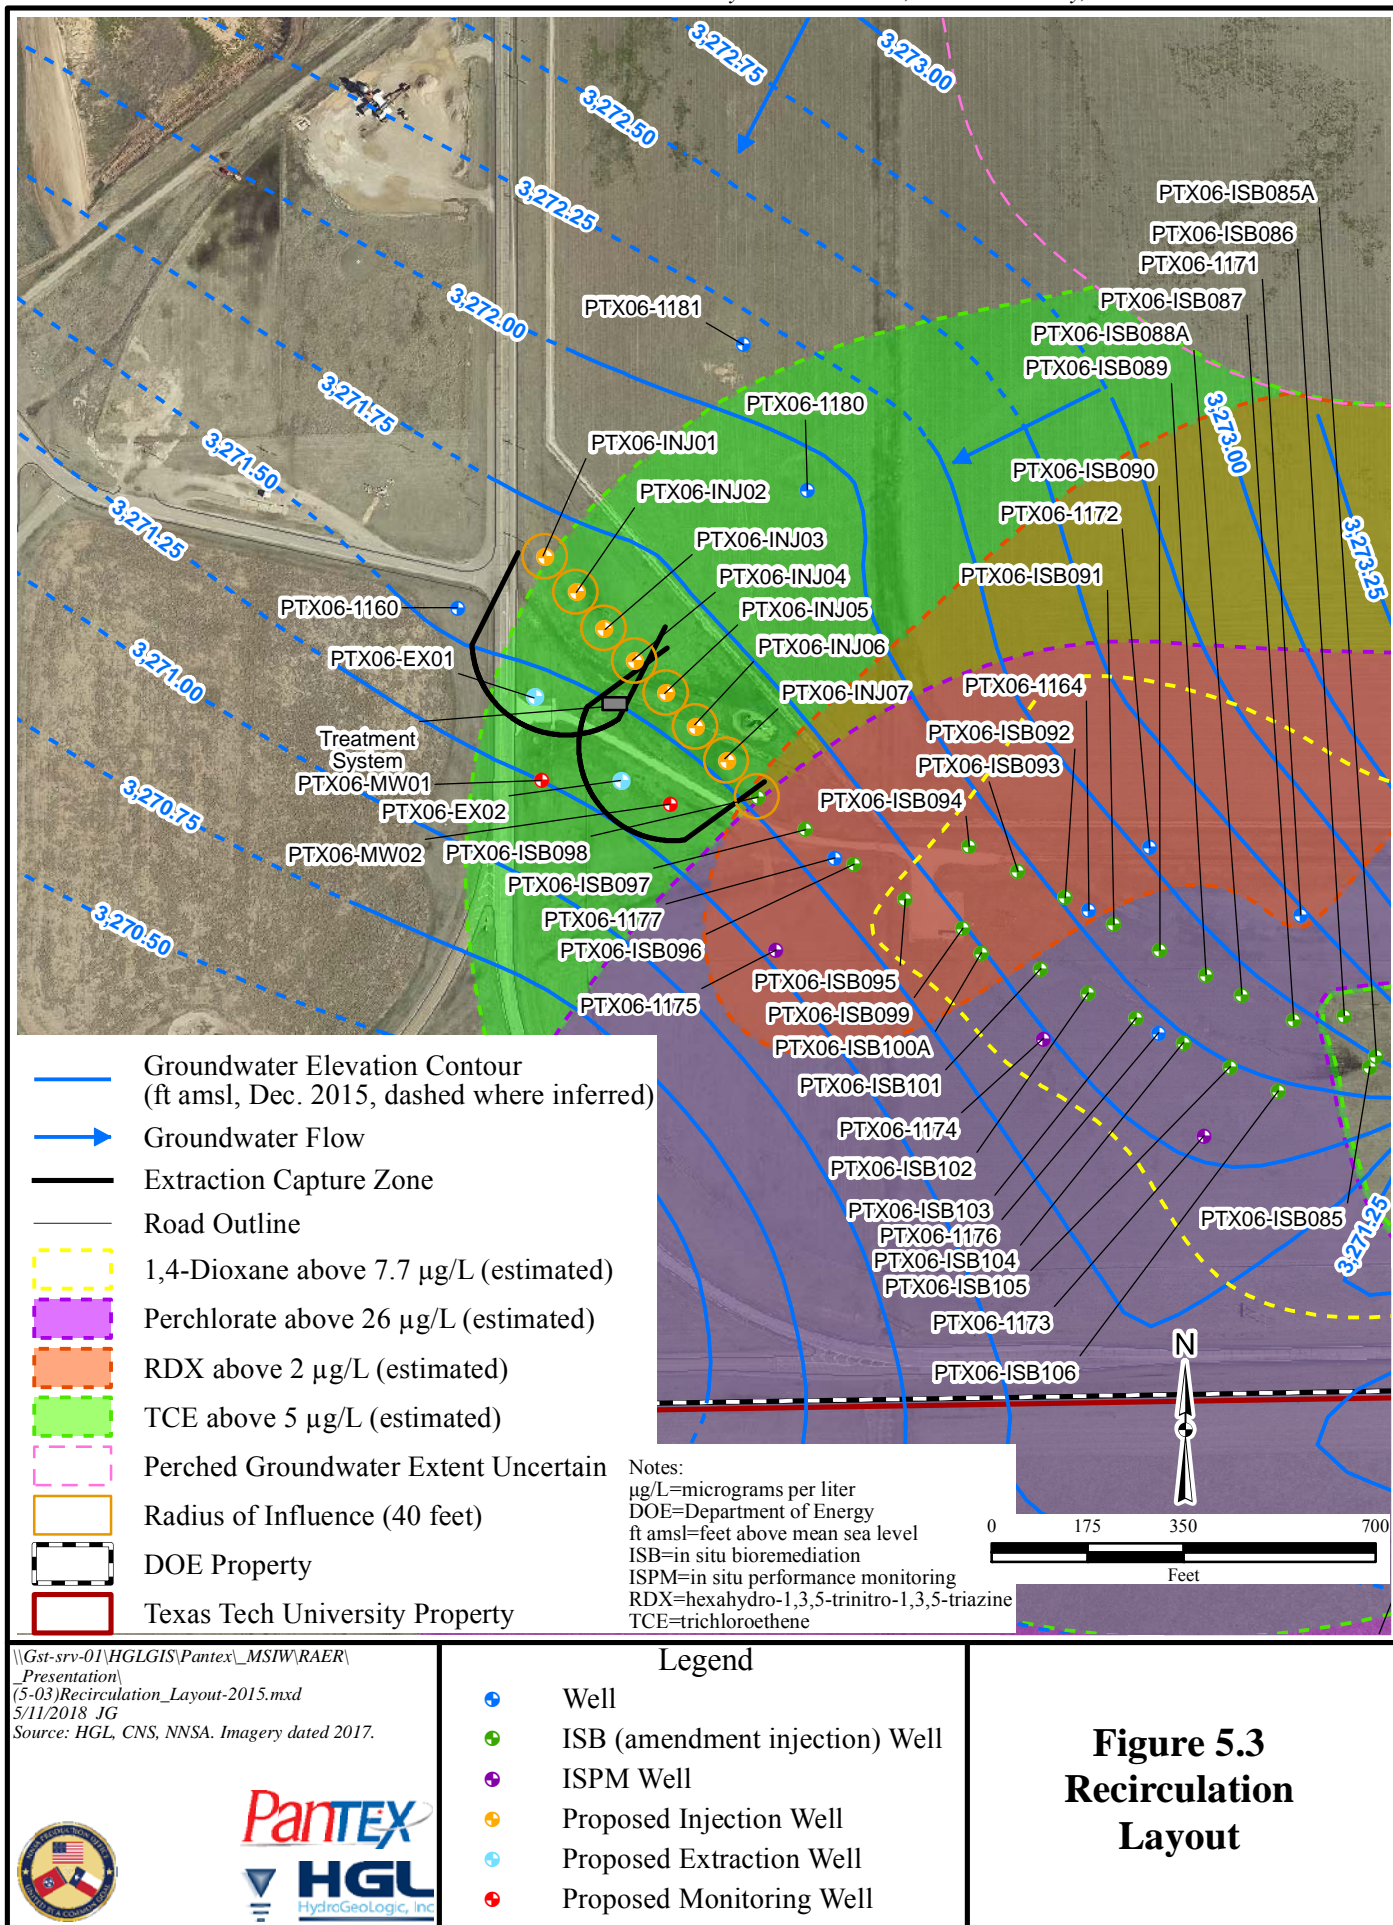 3,272.75
3,273.00
3,272.50
3,272.25
PTX06-ISB085A
PTX06-ISB086
PTX06-1171
PTX06-ISB087
3,272.00
PTX06-1181
PTX06-ISB088A
PTX06-ISB089
3,271.75
PTX06-1180
3,273.00
3,271.50
PTX06-INJ01
PTX06-ISB090
PTX06-INJ02
PTX06-1172
3,271.25
PTX06-INJ03
3,273.25
PTX06-INJ04
PTX06-ISB091
PTX06-1160
PTX06-INJ05
PTX06-INJ06
PTX06-EX01
3,271.00
PTX06-INJ07
PTX06-1164
Treatment
System
PTX06-ISB092
PTX06-ISB093
PTX06-MW01
3,270.75
PTX06-EX02
PTX06-ISB094
PTX06-MW02
PTX06-ISB098
PTX06-ISB097
3,270.50
PTX06-1177
PTX06-ISB096
PTX06-ISB095
PTX06-1175
PTX06-ISB099
PTX06-ISB100A
PTX06-ISB101
PTX06-1174
PTX06-ISB102
PTX06-ISB103
PTX06-ISB085
PTX06-1176
3,271.25
PTX06-ISB104
PTX06-ISB105
PTX06-1173
PTX06-ISB106
N
Groundwater Elevation Contour
(ft amsl, Dec. 2015, dashed where inferred)
Groundwater Flow
Extraction Capture Zone
Road Outline
1,4-Dioxane above 7.7 µg/L (estimated)
Perchlorate above 26 µg/L (estimated)
RDX above 2 µg/L (estimated)
TCE above 5 µg/L (estimated)
Perched Groundwater Extent Uncertain
Radius of Influence (40 feet)
DOE Property
Texas Tech University Property
Notes:
µg/L=micrograms per liter
DOE=Department of Energy
ft amsl=feet above mean sea level
ISB=in situ bioremediation
ISPM=in situ performance monitoring
RDX=hexahydro-1,3,5-trinitro-1,3,5-triazine
TCE=trichloroethene
0 175 350 700
Feet
\\Gst-srv-01\HGLGIS\Pantex\_MSIW\RAER\
_Presentation\
(5-03)Recirculation_Layout-2015.mxd
5/11/2018 JG
Source: HGL, CNS, NNSA. Imagery dated 2017.
NNSA PRODUCTION OFFICE
UNITED BY A COMMON GOAL
PanTEX
HGL
HydroGeoLogic, Inc
Legend
Well
ISB (amendment injection) Well
ISPM Well
Proposed Injection Well
Proposed Extraction Well
Proposed Monitoring Well
Figure 5.3
Recirculation
Layout